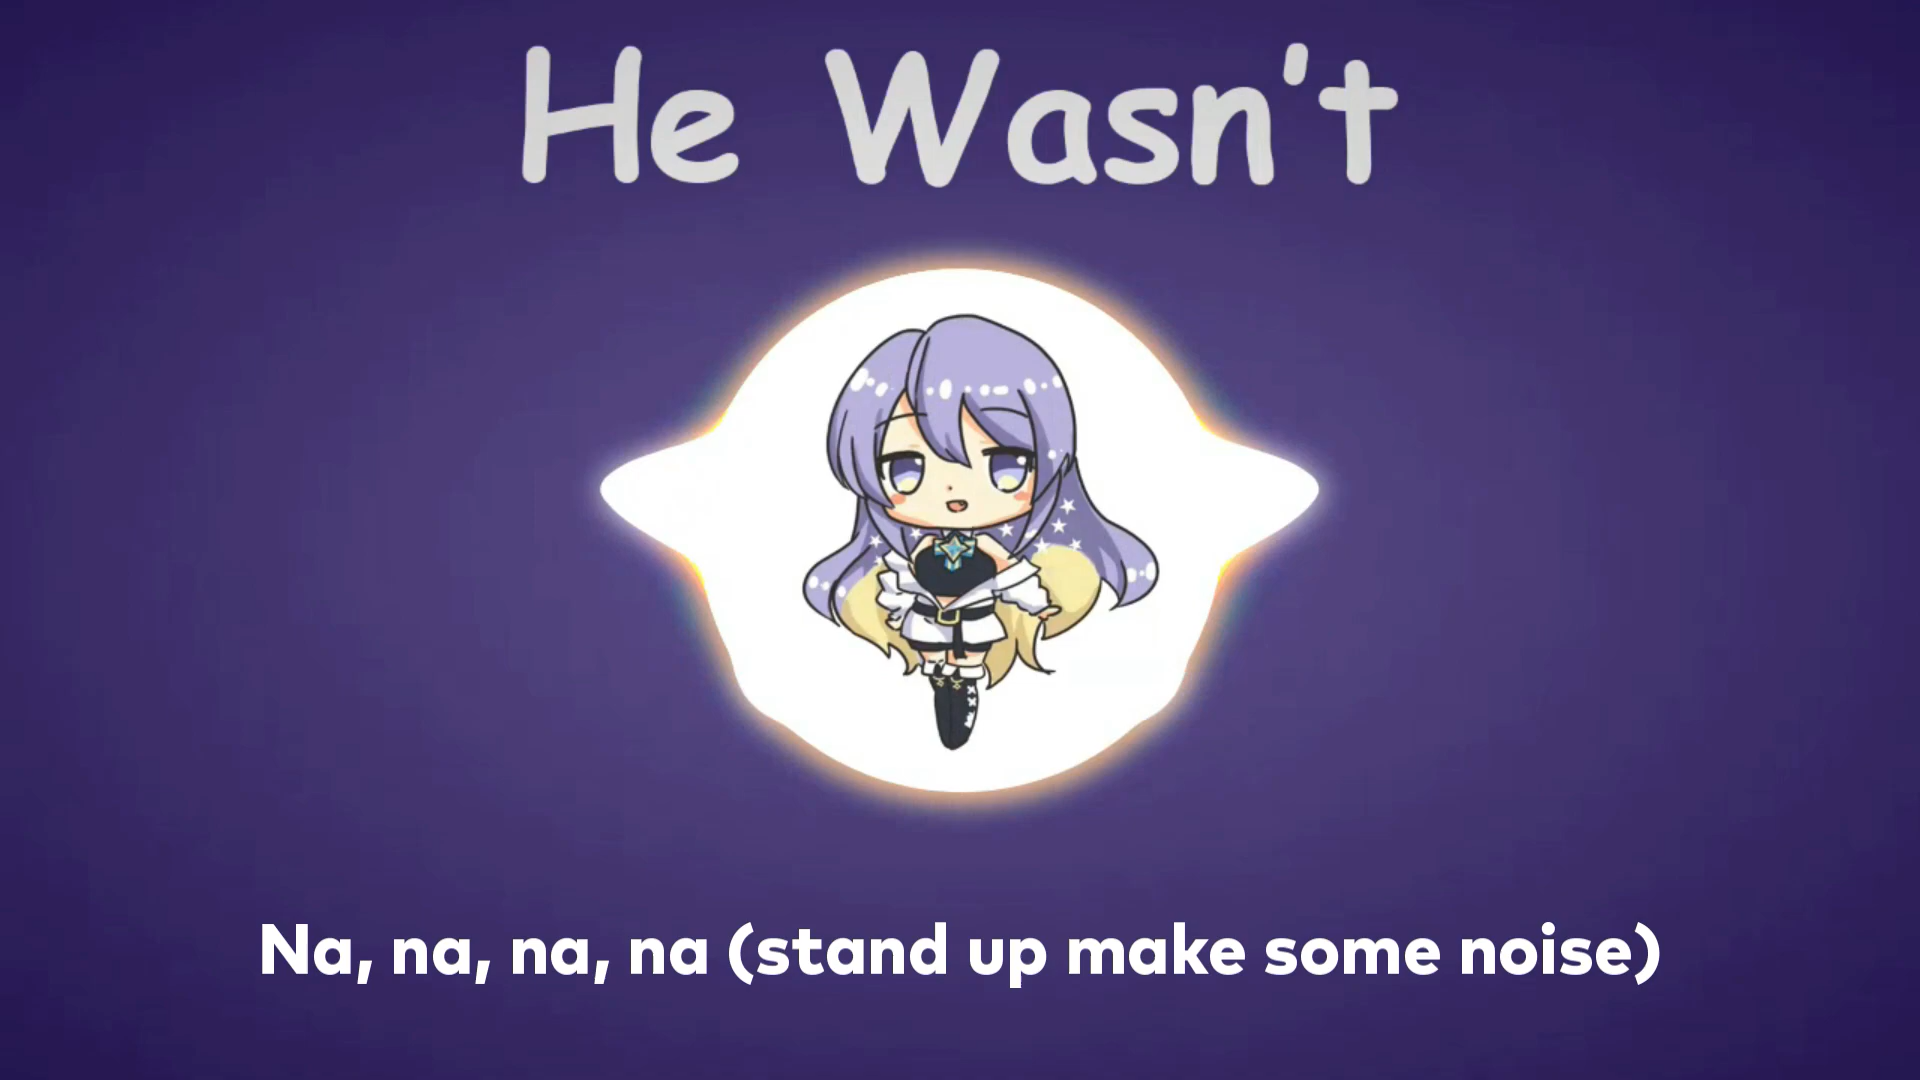 He Wasn't
Na, na, na, na (stand up make some noise)